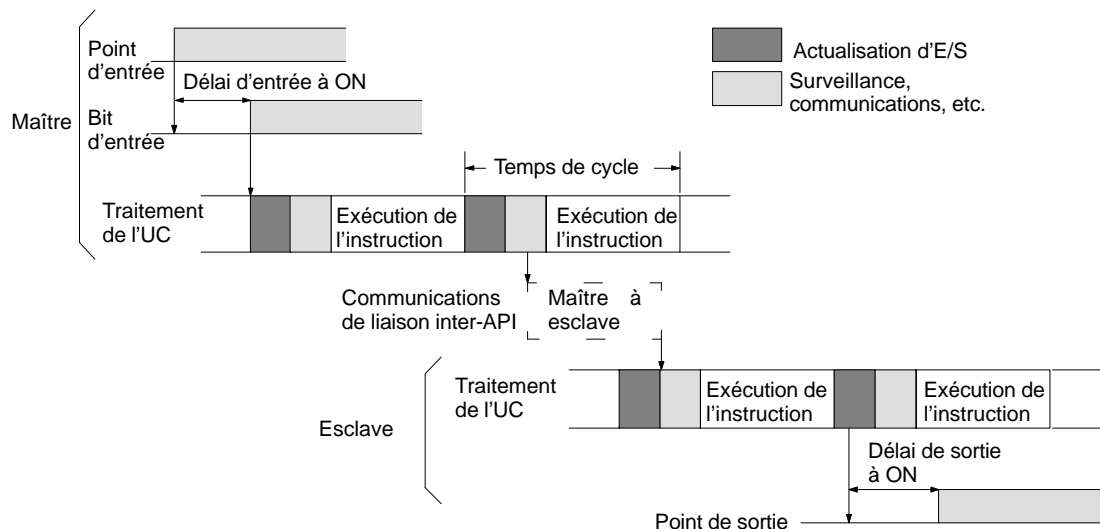 Point
d'entrée
Délai d'entrée à ON
Maître
Bit
d'entrée
Actualisation d'E/S
Surveillance,
communications, etc.
Temps de cycle
Traitement
de l'UC
Exécution de
l'instruction
Exécution de
l'instruction
Communications
de liaison inter-API
Maître à
esclave
Esclave
Traitement
de l'UC
Exécution de
l'instruction
Exécution de
l'instruction
Délai de sortie
à ON
Point de sortie